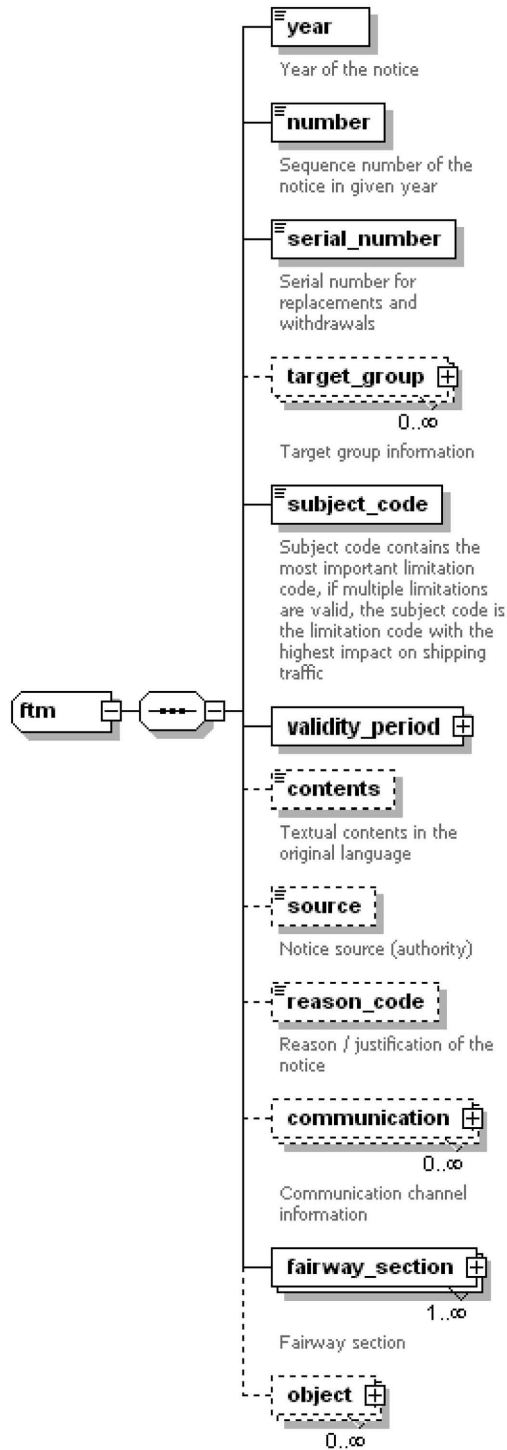 year
Year of the notice
number
Sequence number of the
notice in given year
serial_number
Serial number for
replacements and
withdrawals
target_group
0..∞
Target group information
subject_code
Subject code contains the
most important limitation
code, if multiple limitations
are valid, the subject code is
the limitation code with the
highest impact on shipping
traffic
ftm
validity_period
contents
Textual contents in the
original language
source
Notice source (authority)
reason_code
Reason / justification of the
notice
communication
0..∞
Communication channel
information
fairway_section
1..∞
Fairway section
object
0..∞